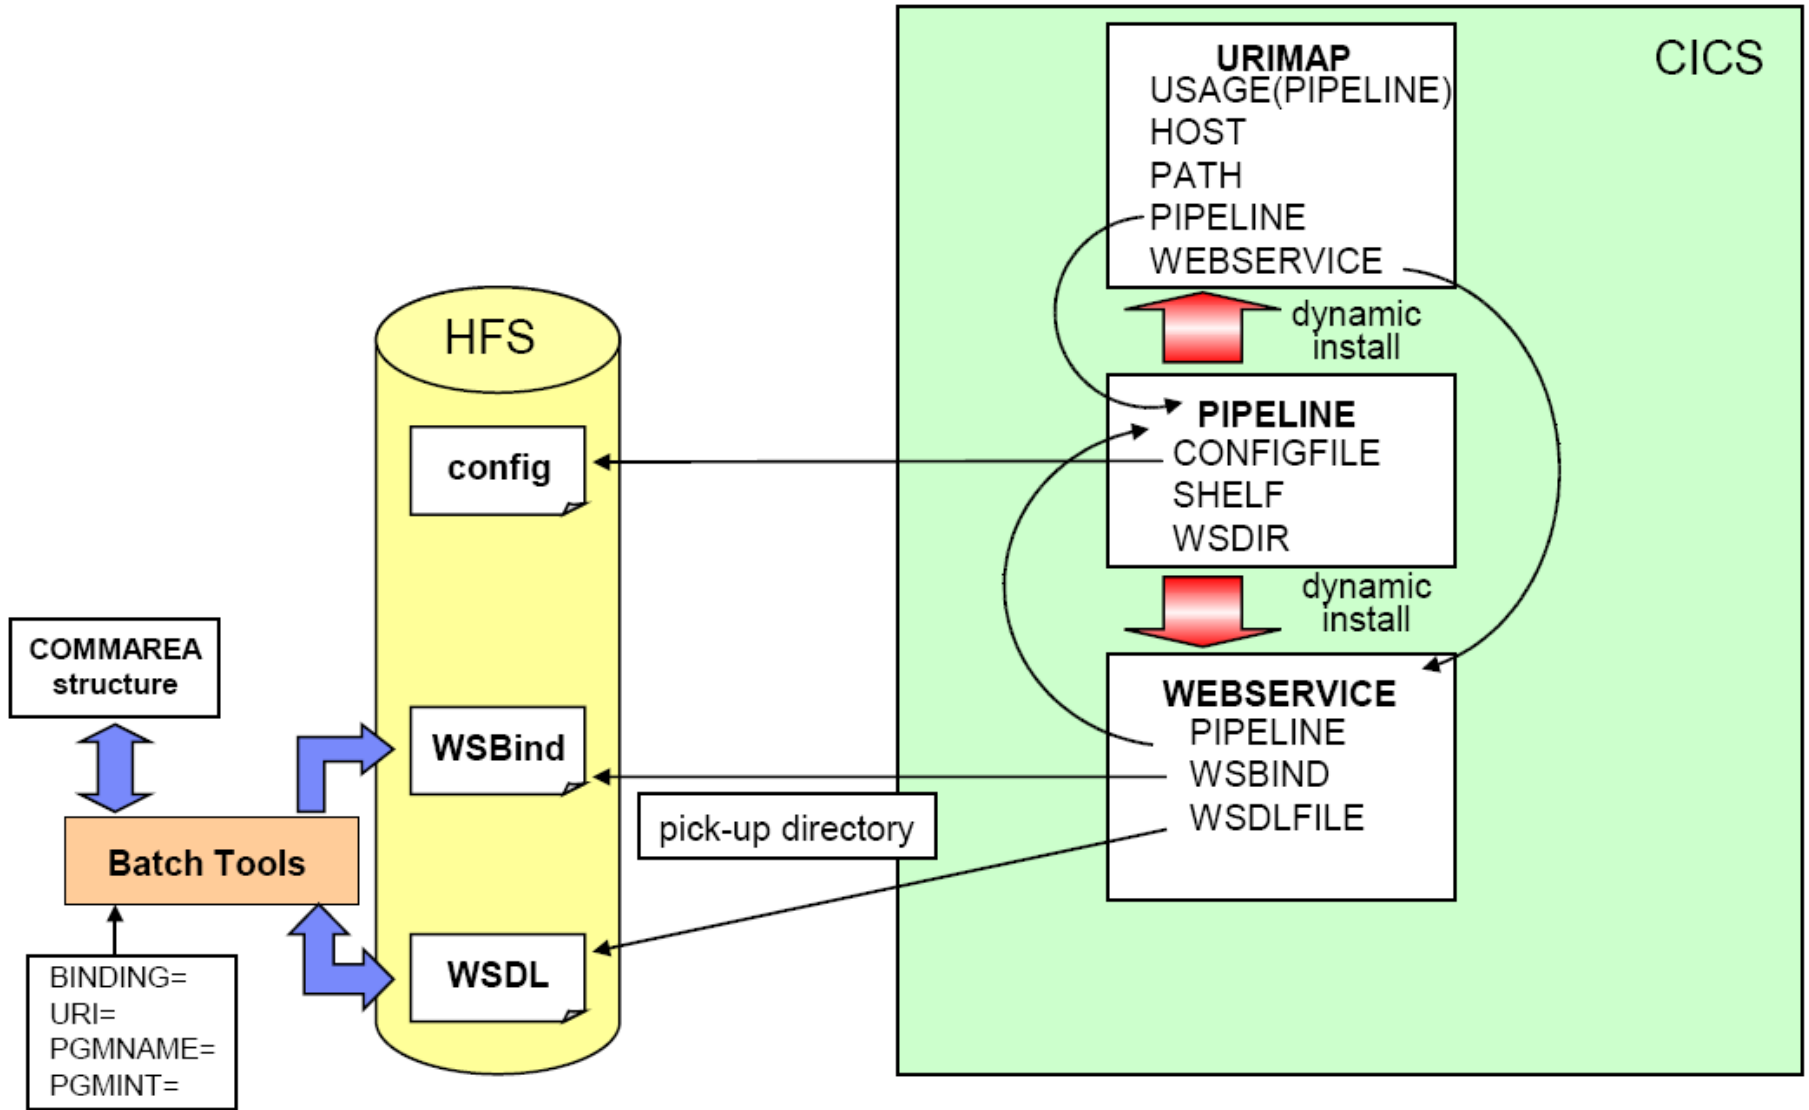 CICS
URIMAP
USAGE(PIPELINE)
HOST
PATH
PIPELINE
WEBSERVICE
dynamic
install
HFS
config
PIPELINE
CONFIGFILE
SHELF
WSDIR
dynamic
install
COMMAREA
structure
WSBind
WEBSERVICE
PIPELINE
WSBIND
WSDLFILE
pick-up directory
Batch Tools
WSDL
BINDING=
URI=
PGMNAME=
PGMINT=